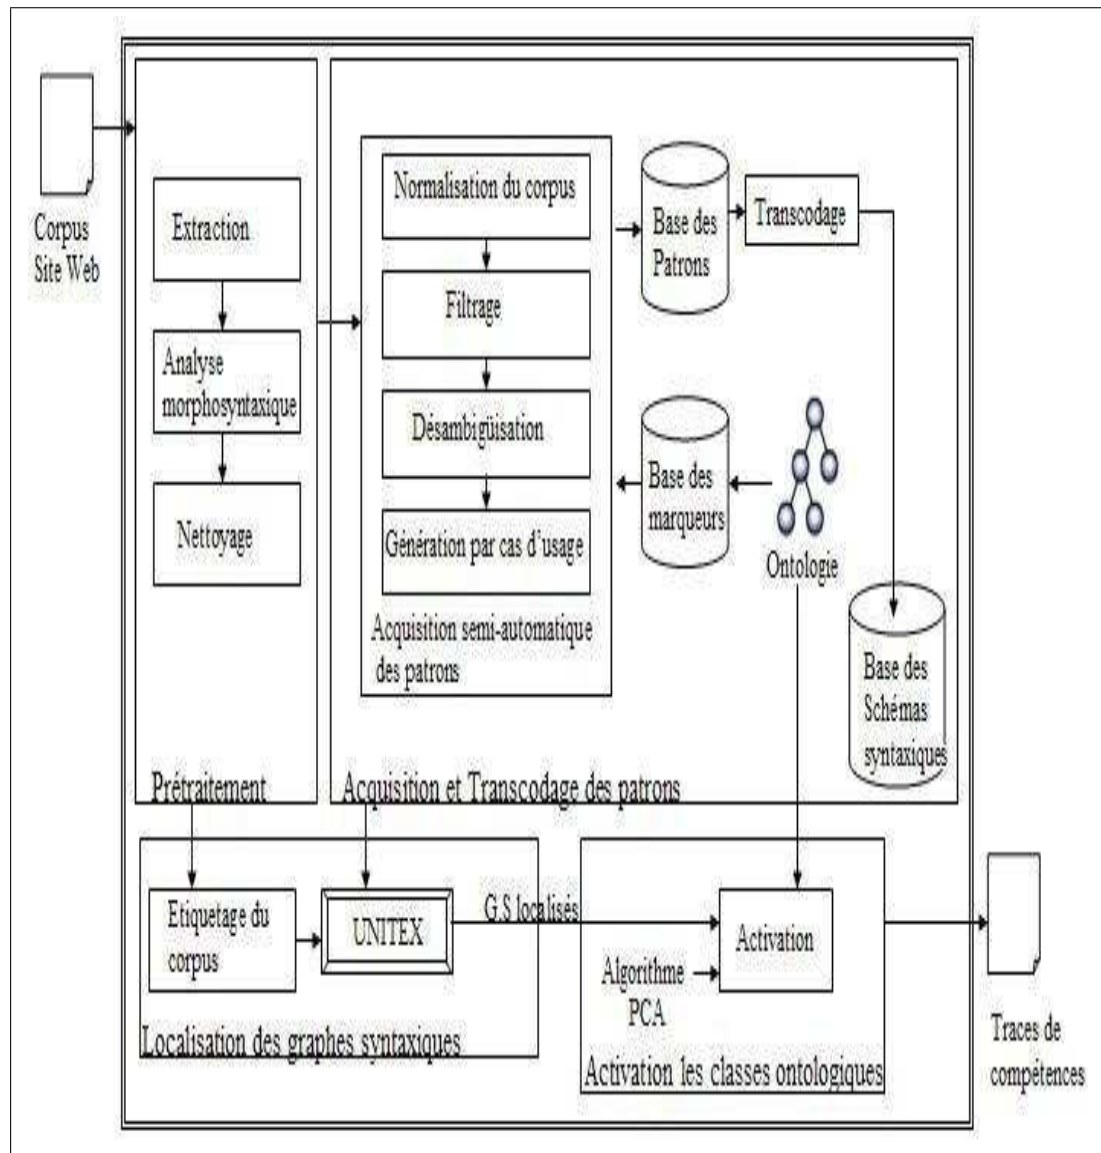 Corpus
Site Web
Extraction
Analyse
morphosyntaxique
Nettoyage
Prétraitement
Normalisation du corpus
Filtrage
Désambigüisation
Génération par cas d'usage
Acquisition semi-automatique
des patrons
Base des
Patrons
Transcodage
Base des
marqueurs
Ontologie
Base des
Schémas
syntaxiques
Acquisition et Transcodage des patrons
Etiquetage du
corpus
UNITEX
G.S localisés
Localisation des graphes syntaxiques
Activation
Algorithme
PCA
Activation les classes ontologiques
Traces de
compétences